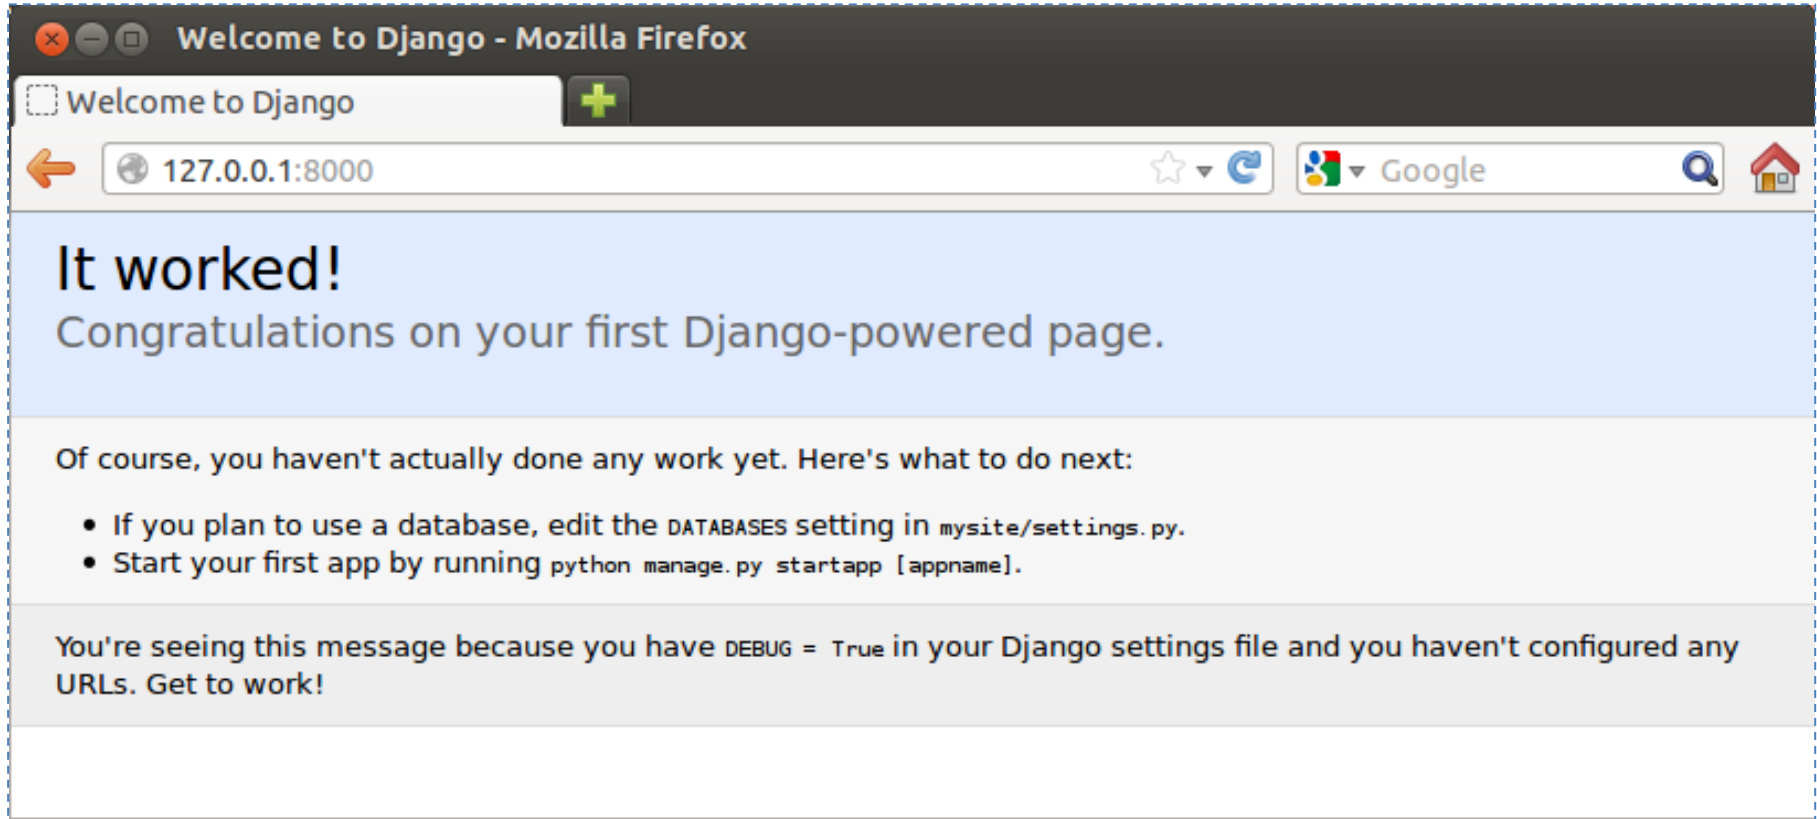 Welcome to Django - Mozilla Firefox
Welcome to Django
127.0.0.1:8000
Google
It worked!
Congratulations on your first Django-powered page.
Of course, you haven't actually done any work yet. Here's what to do next:
• If you plan to use a database, edit the DATABASES setting in mysite/settings.py.
• Start your first app by running python manage.py startapp [appname].
You're seeing this message because you have DEBUG = True in your Django settings file and you haven't configured any
URLs. Get to work!